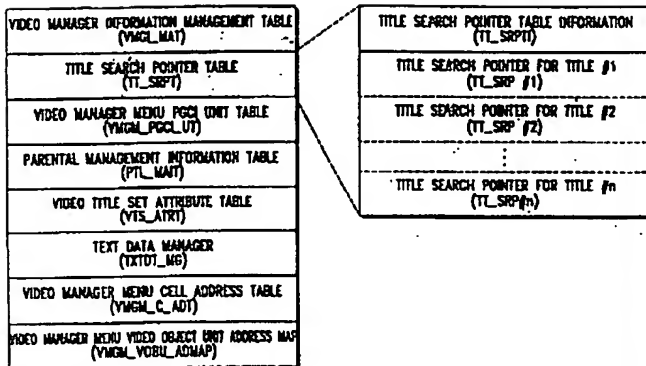 VIDEO MANAGER INFORMATION MANAGEMENT TABLE
(VMGI_MAT)
TITLE SEARCH POINTER TABLE
(TT_SRPT)
VIDEO MANAGER MENU PGCI UNIT TABLE
(VMGM_PGCI_UT)
PARENTAL MANAGEMENT INFORMATION TABLE
(PTL_MAIT)
VIDEO TITLE SET ATTRIBUTE TABLE
(VTS_ATRT)
TEXT DATA MANAGER
(TXTDT_MG)
VIDEO MANAGER MENU CELL ADDRESS TABLE
(VMGM_C_ADT)
VIDEO MANAGER MENU VIDEO OBJECT UNIT ADDRESS MAP
(VMGM_VOBU_ADMAP)
TITLE SEARCH POINTER TABLE INFORMATION
(TT_SRPTI)
TITLE SEARCH POINTER FOR TITLE #1
(TT_SRP #1)
TITLE SEARCH POINTER FOR TITLE #2
(TT_SRP #2)
TITLE SEARCH POINTER FOR TITLE #n
(TT_SRP#n)